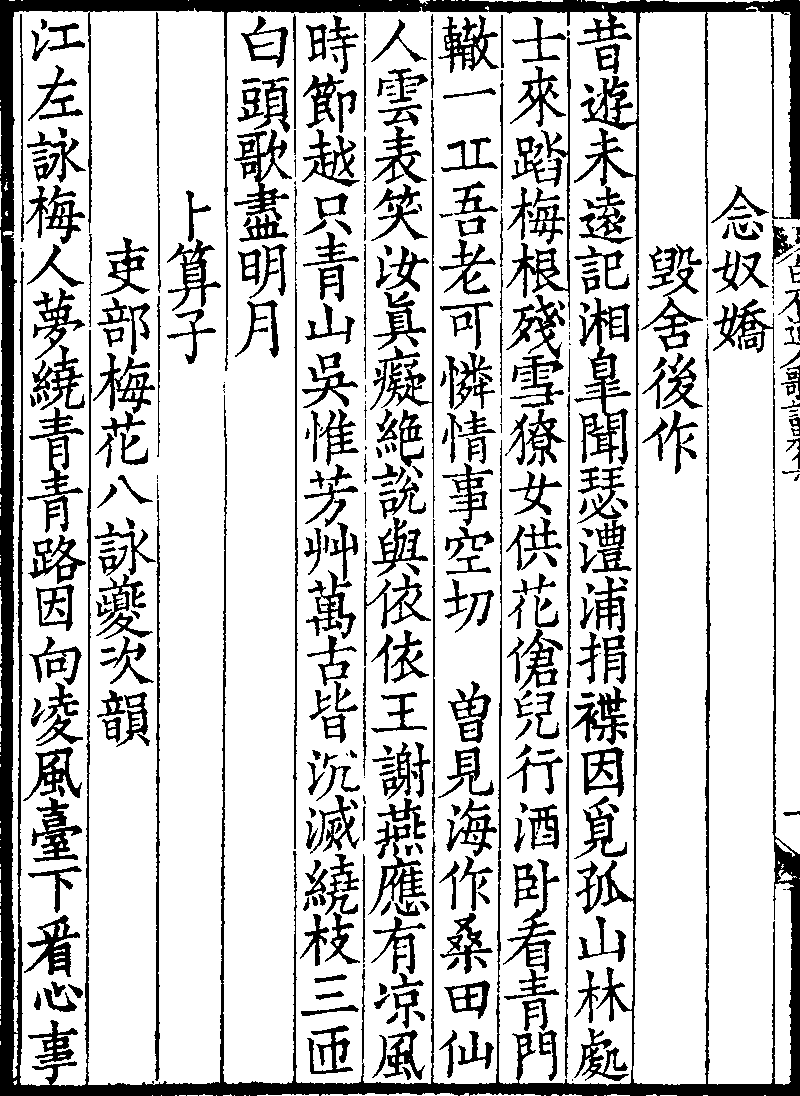 念奴嬌
毀舍後作
昔遊未遠記湘皐聞瑟澧浦捐褋因覓孤山林處
士來踏梅根殘雪獠女供花傖兒行酒卧看青門
轍一丘吾老可憐情事空切　曽見海作桑田仙
人雲表笑汝眞癡絶說與依依王謝燕應有凉風
時節越只青山吳惟芳艸萬古皆沉滅繞枝三匝
白頭歌盡明月
卜算子
吏部梅花八詠夔次韻
江左詠梅人夢繞青青路因向凌風臺下看心事